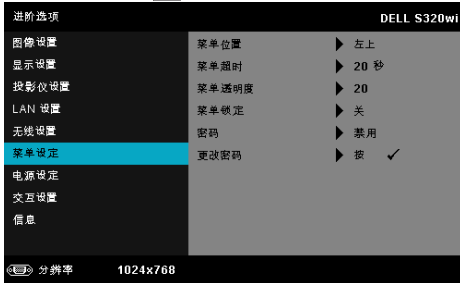 进阶选项 DELL S320wi
图像设置
显示设置
投影仪设置
LAN 设置
无线设置
菜单设定
电源设定
交互设置
信息
菜单位置 左上
菜单超时 20 秒
菜单透明度 20
菜单锁定 关
密码 禁用
更改密码 按
分辨率 1024x768